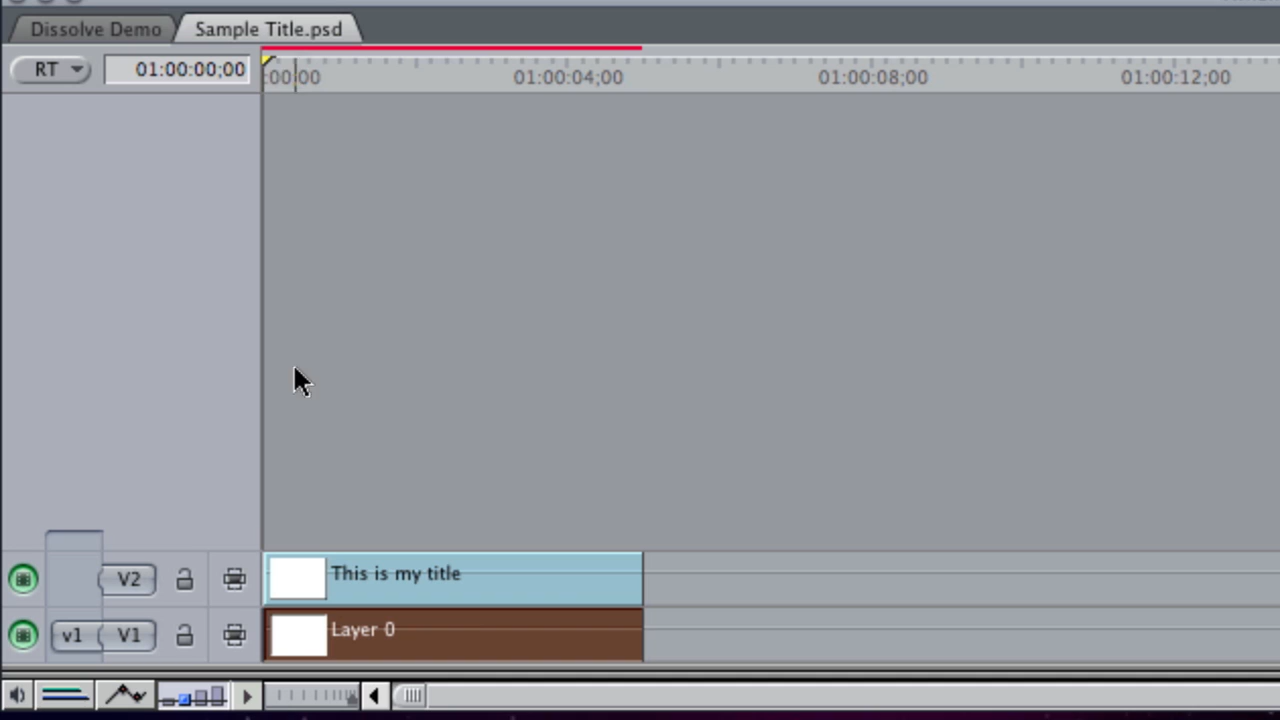 Dissolve Demo
Sample Title.psd
RT
01:00:00;00
:00;00
01:00:04;00
01:00:08;00
01:00:12;00
V2
This is my title
v1
V1
Layer 0